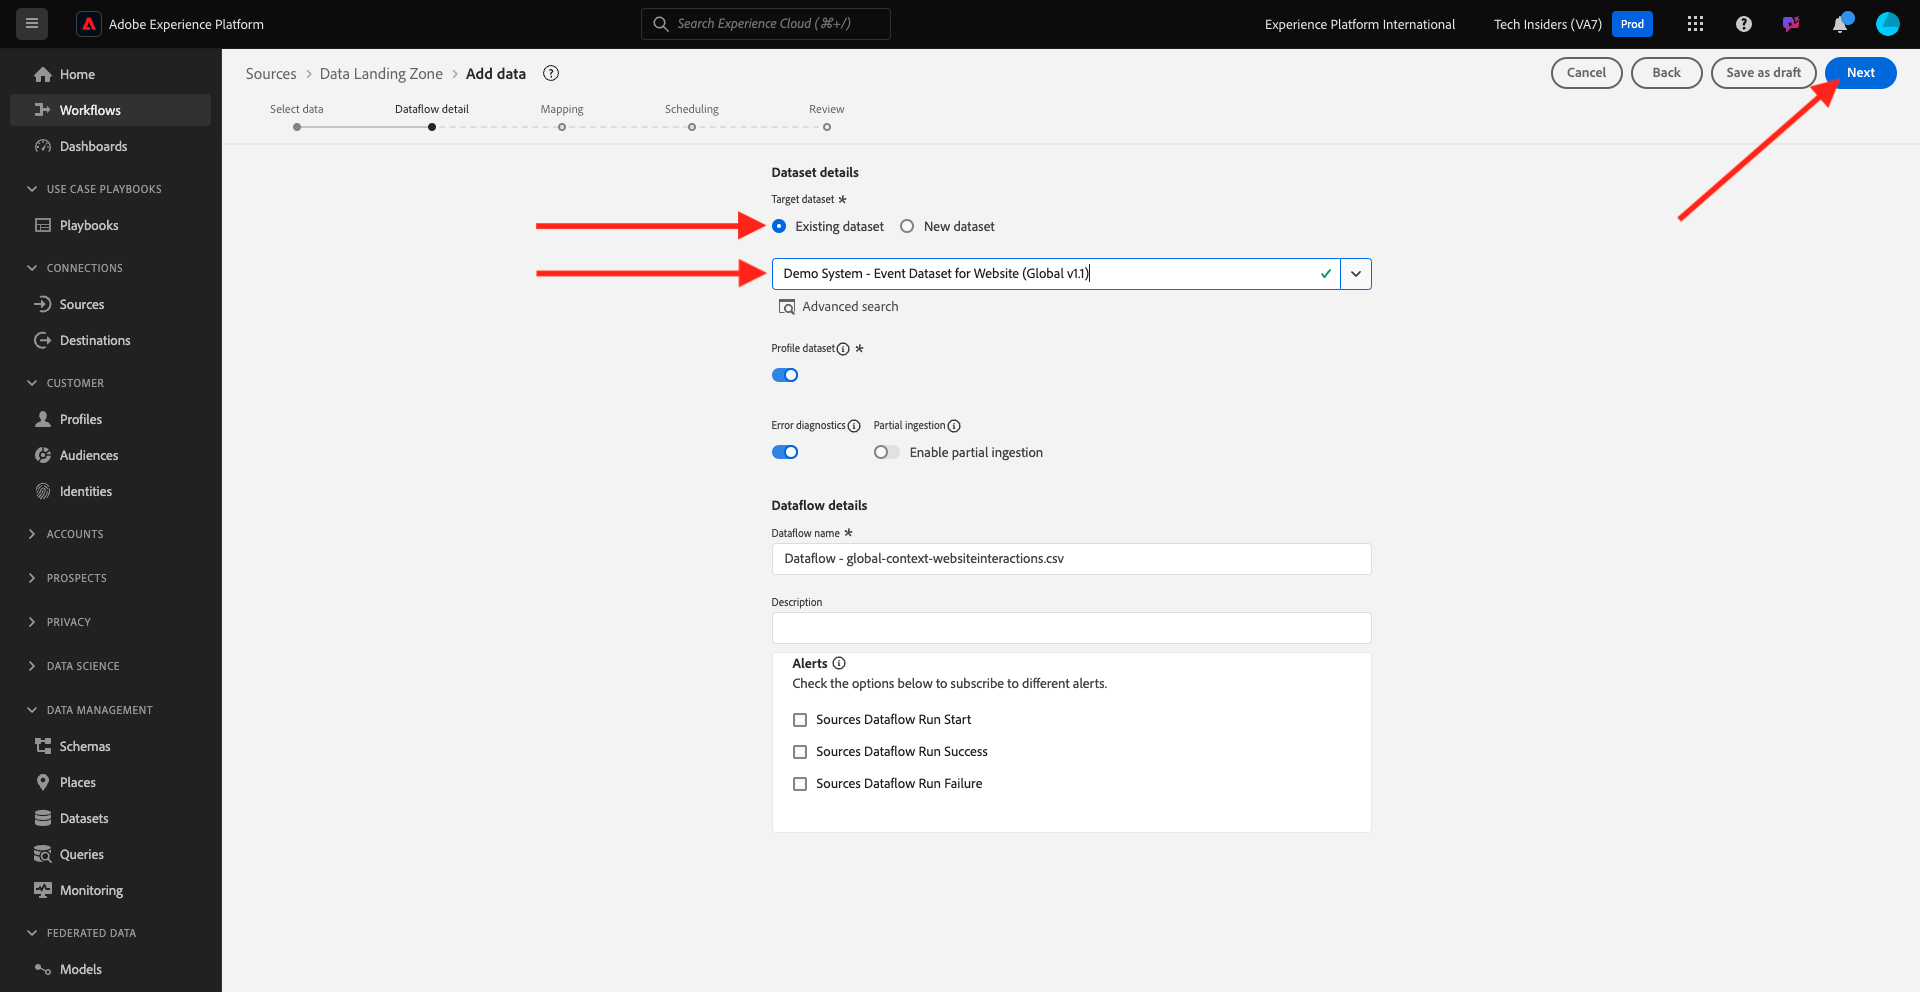 Adobe Experience Platform
Search Experience Cloud (⌘+/)
Experience Platform International
Tech Insiders (VA7)
Prod
Home
Workflows
Dashboards
USE CASE PLAYBOOKS
Playbooks
CONNECTIONS
Sources
Destinations
CUSTOMER
Profiles
Audiences
Identities
ACCOUNTS
PROSPECTS
PRIVACY
DATA SCIENCE
DATA MANAGEMENT
Schemas
Places
Datasets
Queries
Monitoring
FEDERATED DATA
Models
Sources > Data Landing Zone > Add data
Cancel
Back
Save as draft
Next
Select data
Dataflow detail
Mapping
Scheduling
Review
Dataset details
Target dataset *
Existing dataset
New dataset
Demo System - Event Dataset for Website (Global v1.1)
Advanced search
Profile dataset *
Error diagnostics
Partial ingestion
Enable partial ingestion
Dataflow details
Dataflow name *
Dataflow - global-context-websiteinteractions.csv
Description
Alerts
Check the options below to subscribe to different alerts.
Sources Dataflow Run Start
Sources Dataflow Run Success
Sources Dataflow Run Failure